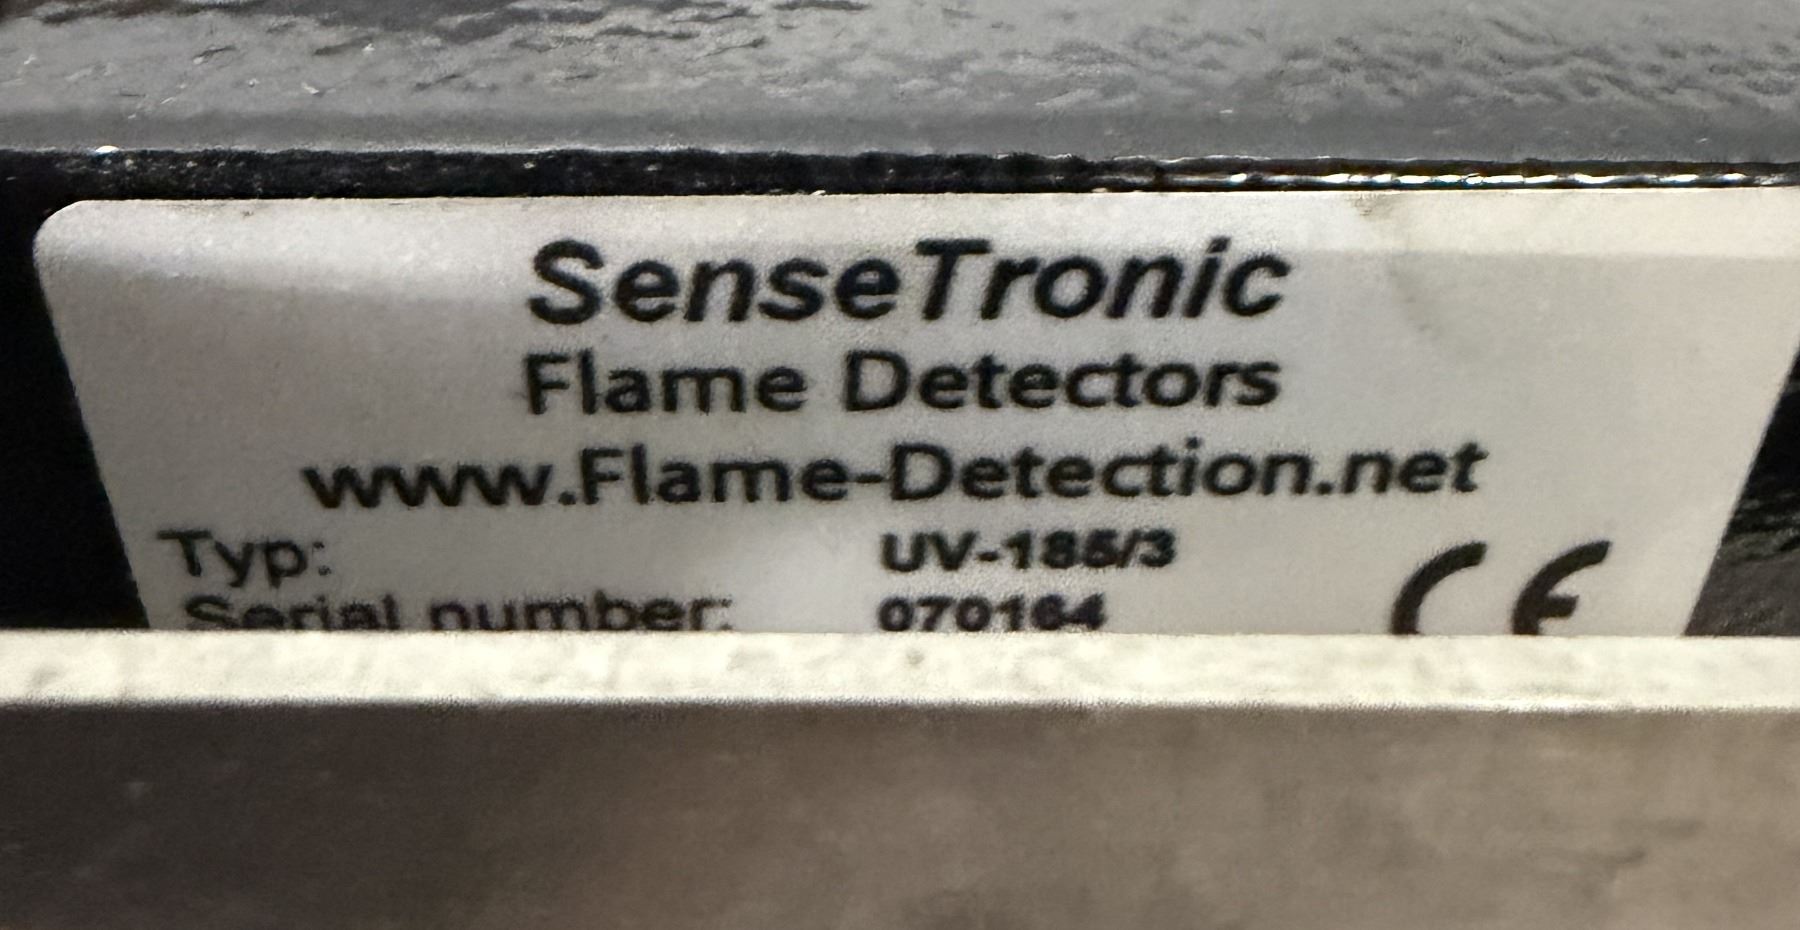 SenseTronic
Flame Detectors
www.Flame-Detection.net
Typ: UV-185/3
Serial number: 070164
CE